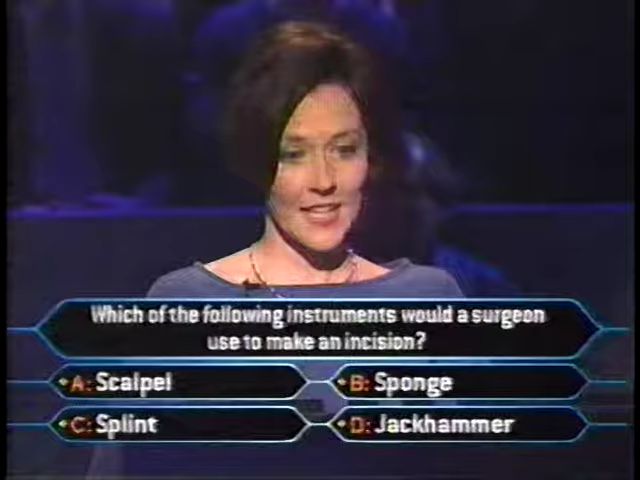 Which of the following instruments would a surgeon
use to make an incision?
A: Scalpel
B: Sponge
C: Splint
D: Jackhammer